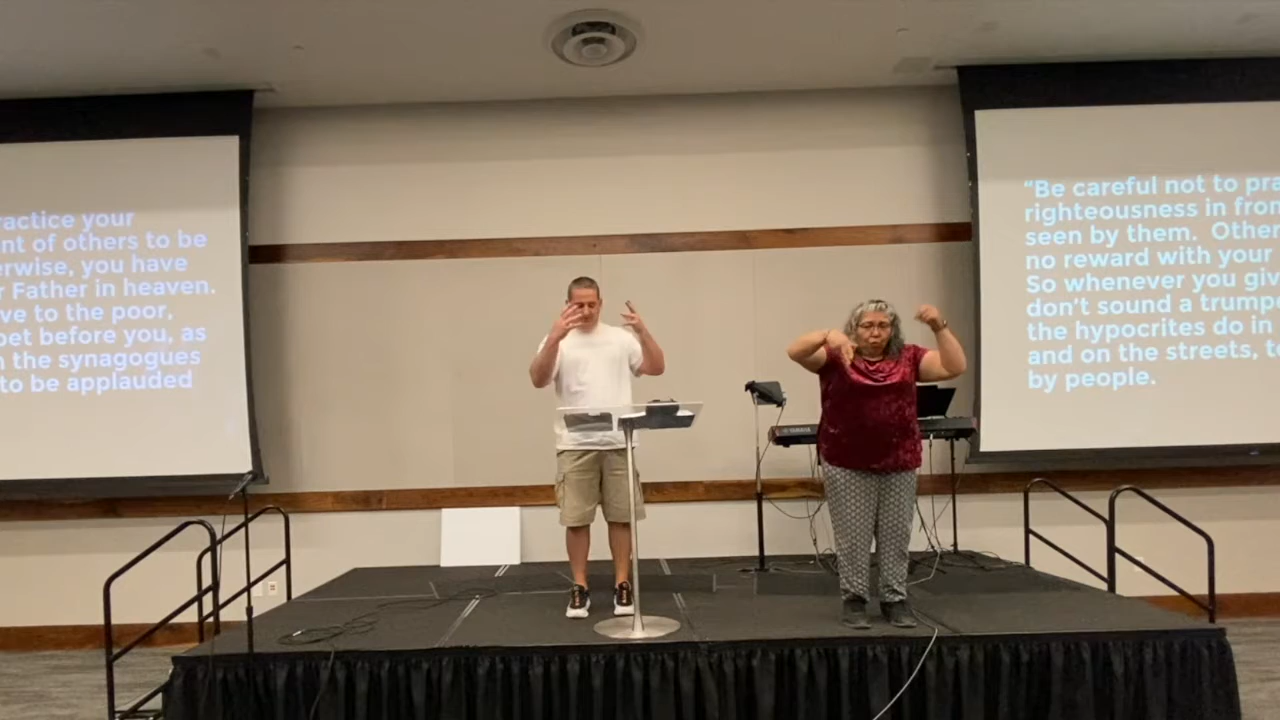 ractice your
nt of others to be
erwise, you have
r Father in heaven.
ve to the poor,
pet before you, as
n the synagogues
to be applauded
“Be careful not to pra
righteousness in fron
seen by them. Other
no reward with your
So whenever you giv
don’t sound a trump
the hypocrites do in
and on the streets, to
by people.
YAMAHA